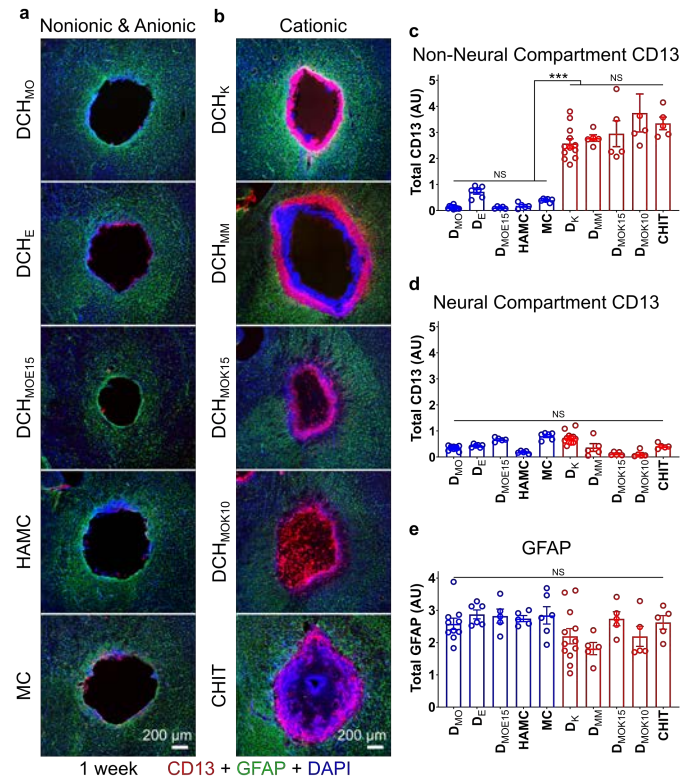 a
Nonionic & Anionic
DCH_MO
DCH_E
DCH_MOE15
HAMC
MC
200 µm
b
Cationic
DCH_K
DCH_MM
DCH_MOK15
DCH_MOK10
CHIT
200 µm
1 week CD13 + GFAP + DAPI
c
Non-Neural Compartment CD13
Total CD13 (AU)
5
4
3
2
1
0
NS
***
NS
D_MO D_E D_MOE15 HAMC MC D_K D_MM D_MOK15 D_MOK10 CHIT
d
Neural Compartment CD13
Total CD13 (AU)
5
4
3
2
1
0
NS
D_MO D_E D_MOE15 HAMC MC D_K D_MM D_MOK15 D_MOK10 CHIT
e
GFAP
Total GFAP (AU)
4
3
2
1
0
NS
D_MO D_E D_MOE15 HAMC MC D_K D_MM D_MOK15 D_MOK10 CHIT